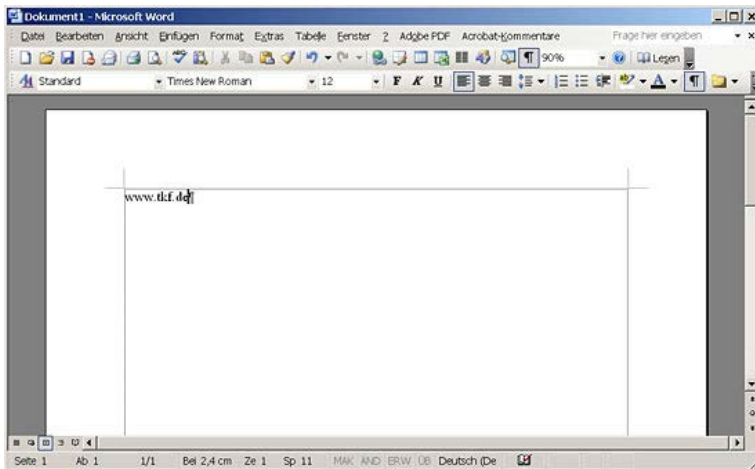 Dokument1 - Microsoft Word
Datei Bearbeiten Ansicht Einfügen Format Extras Tabelle Fenster ? Adobe PDF Acrobat-Kommentare Frage hier eingeben
90% Lesen
Standard Times New Roman 12 F K U
www.tkf.de¶
Seite 1 Ab 1 1/1 Bei 2,4 cm Ze 1 Sp 11 MAK ÄND ERW ÜB Deutsch (De